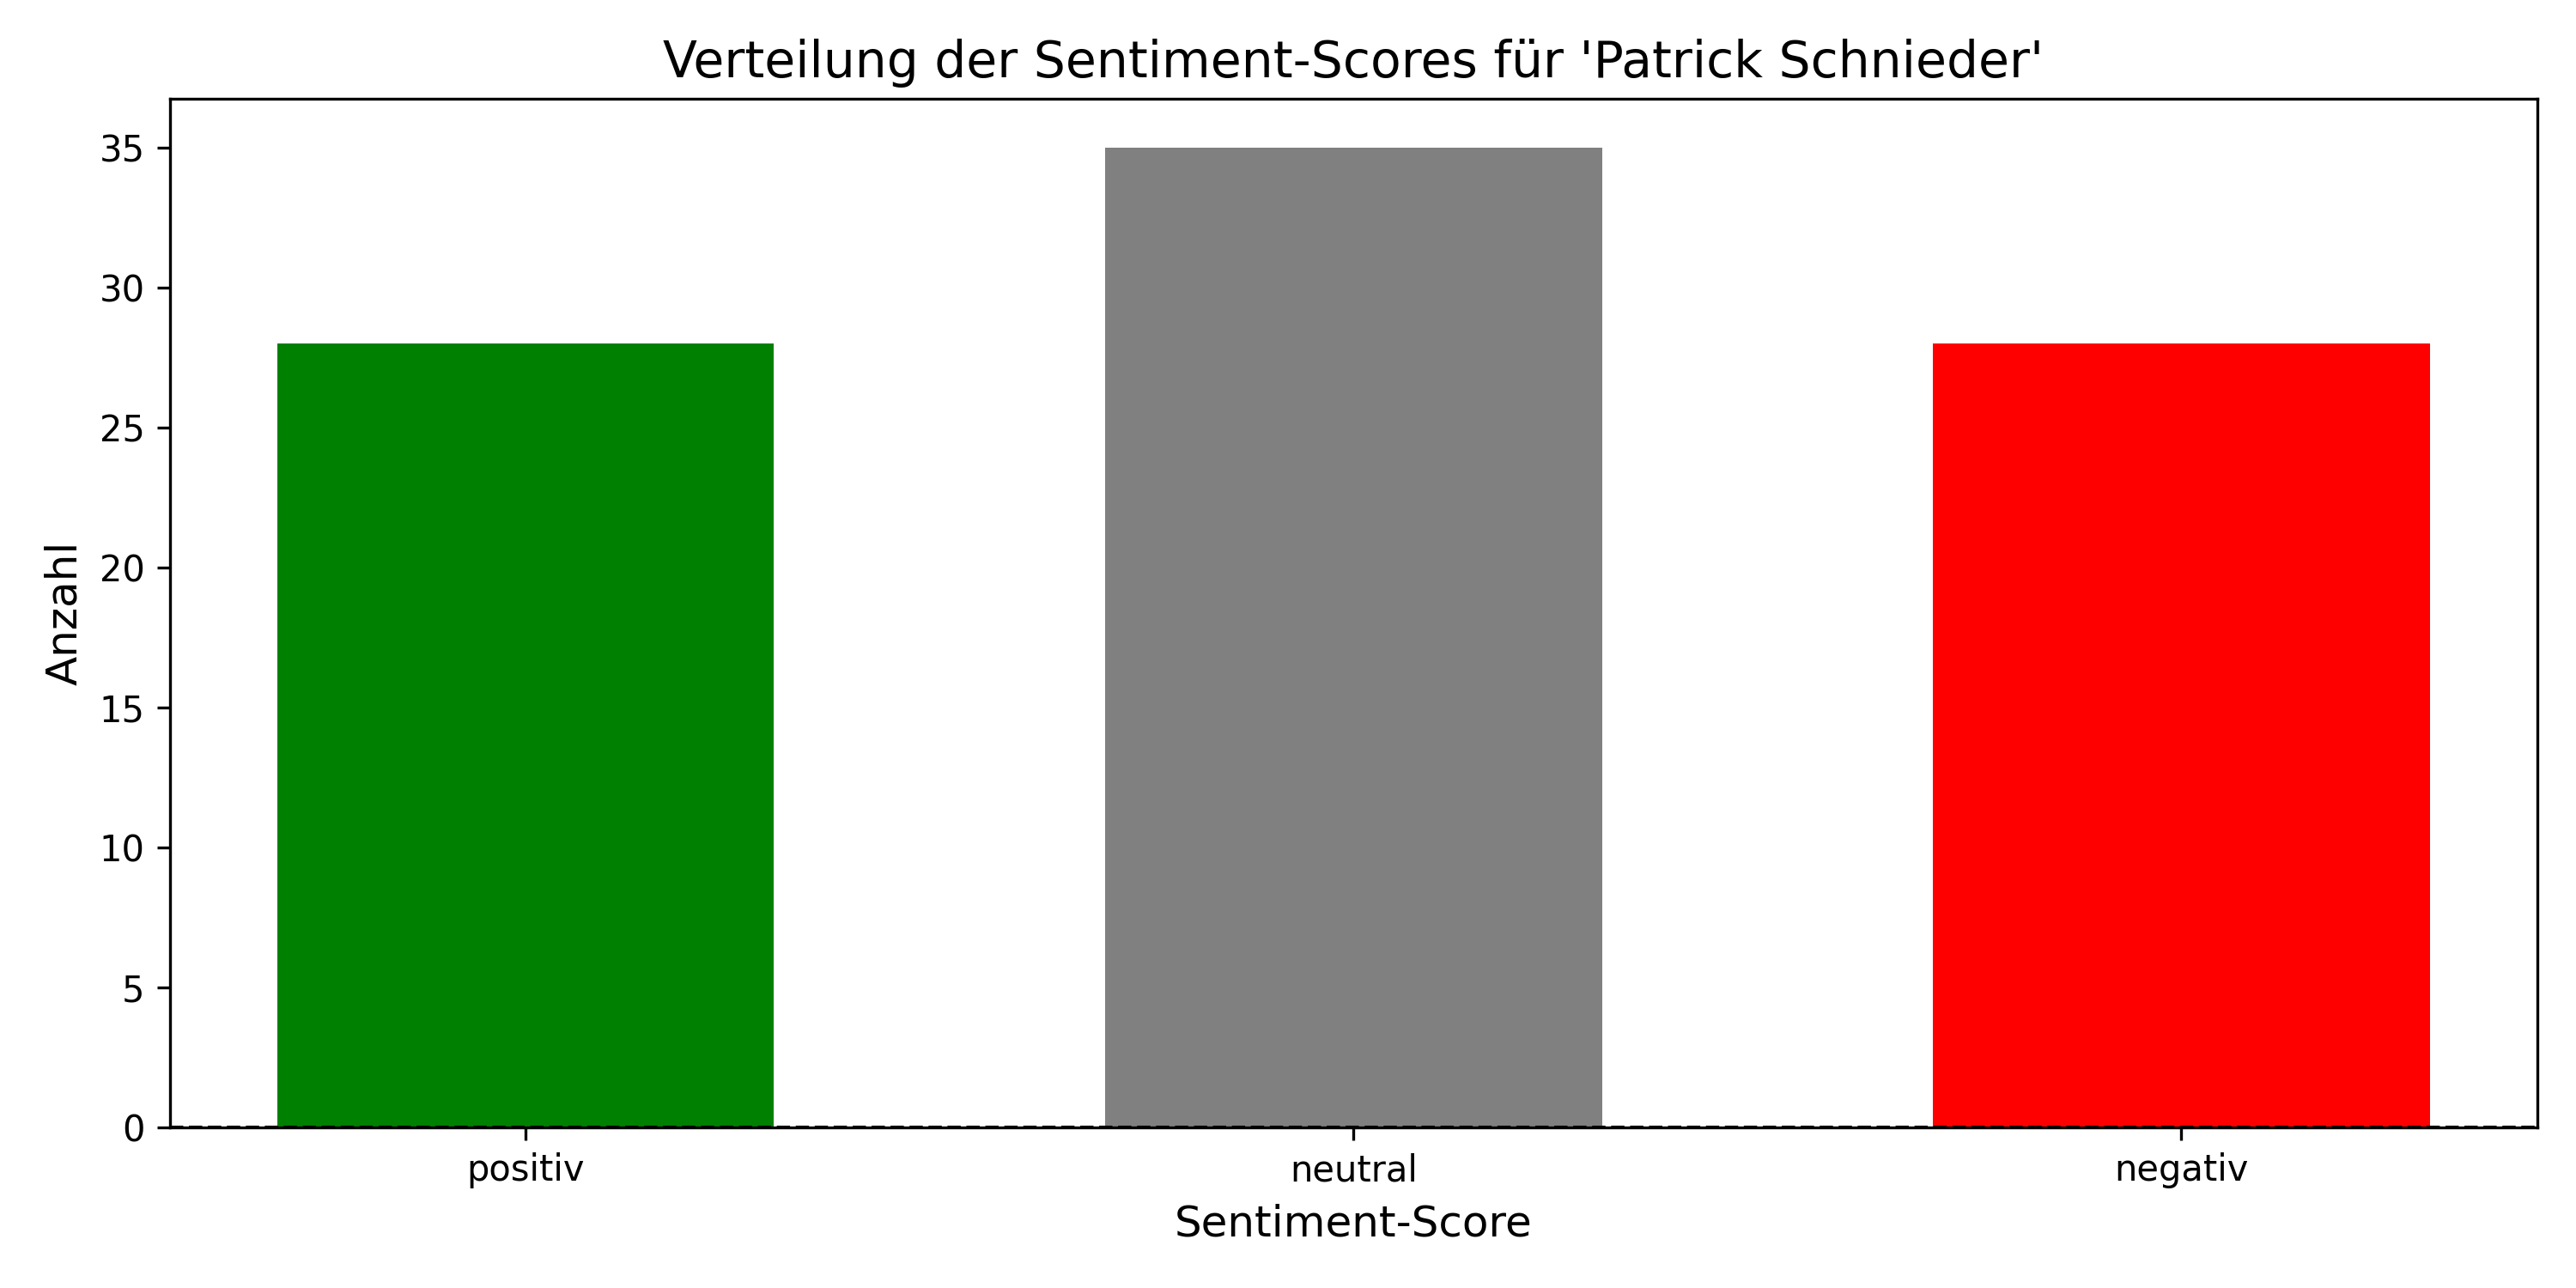 Verteilung der Sentiment-Scores für 'Patrick Schnieder'
Anzahl
35
30
25
20
15
10
5
0
positiv neutral negativ
Sentiment-Score